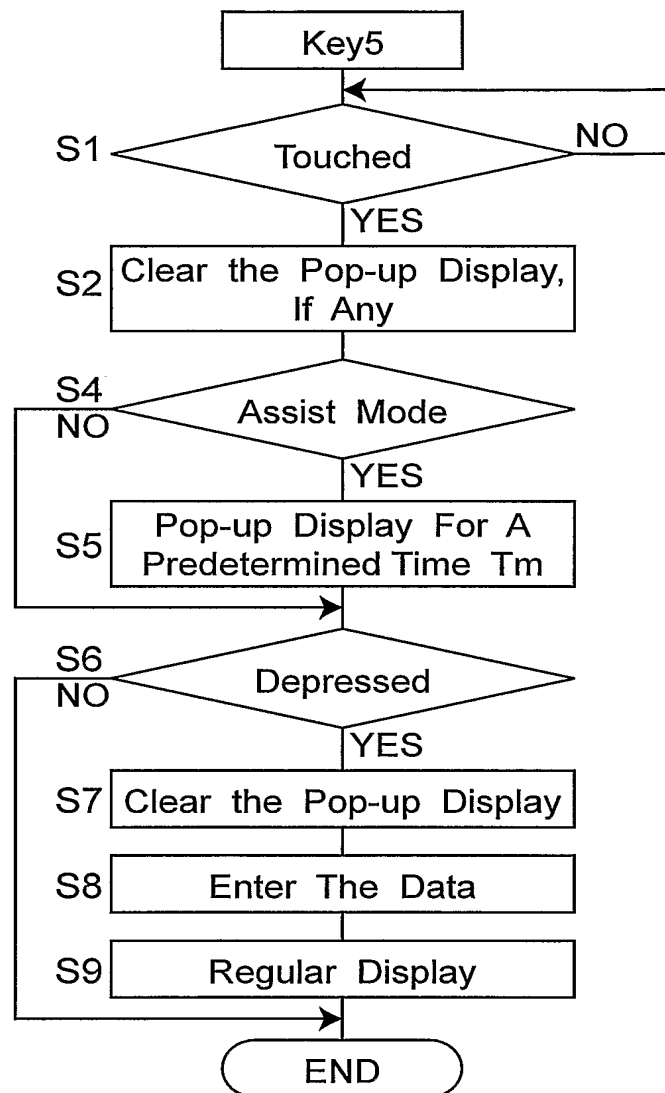 Key5
S1
Touched
NO
YES
S2
Clear the Pop-up Display,
If Any
S4
NO
Assist Mode
YES
S5
Pop-up Display For A
Predetermined Time Tm
S6
NO
Depressed
YES
S7
Clear the Pop-up Display
S8
Enter The Data
S9
Regular Display
END